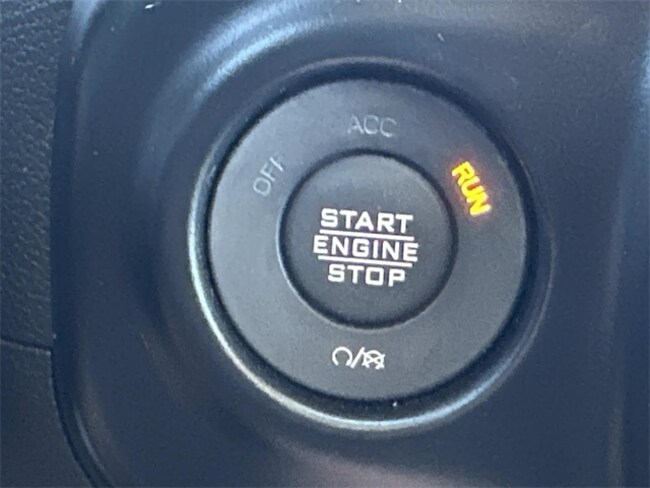 ACC
OFF
RUN
START
ENGINE
STOP